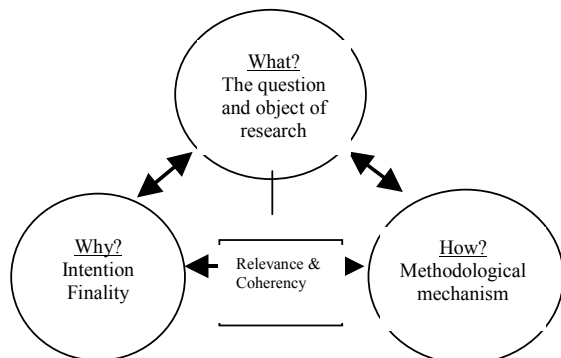 What?
The question
and object of
research
Why?
Intention
Finality
Relevance &
Coherency
How?
Methodological
mechanism